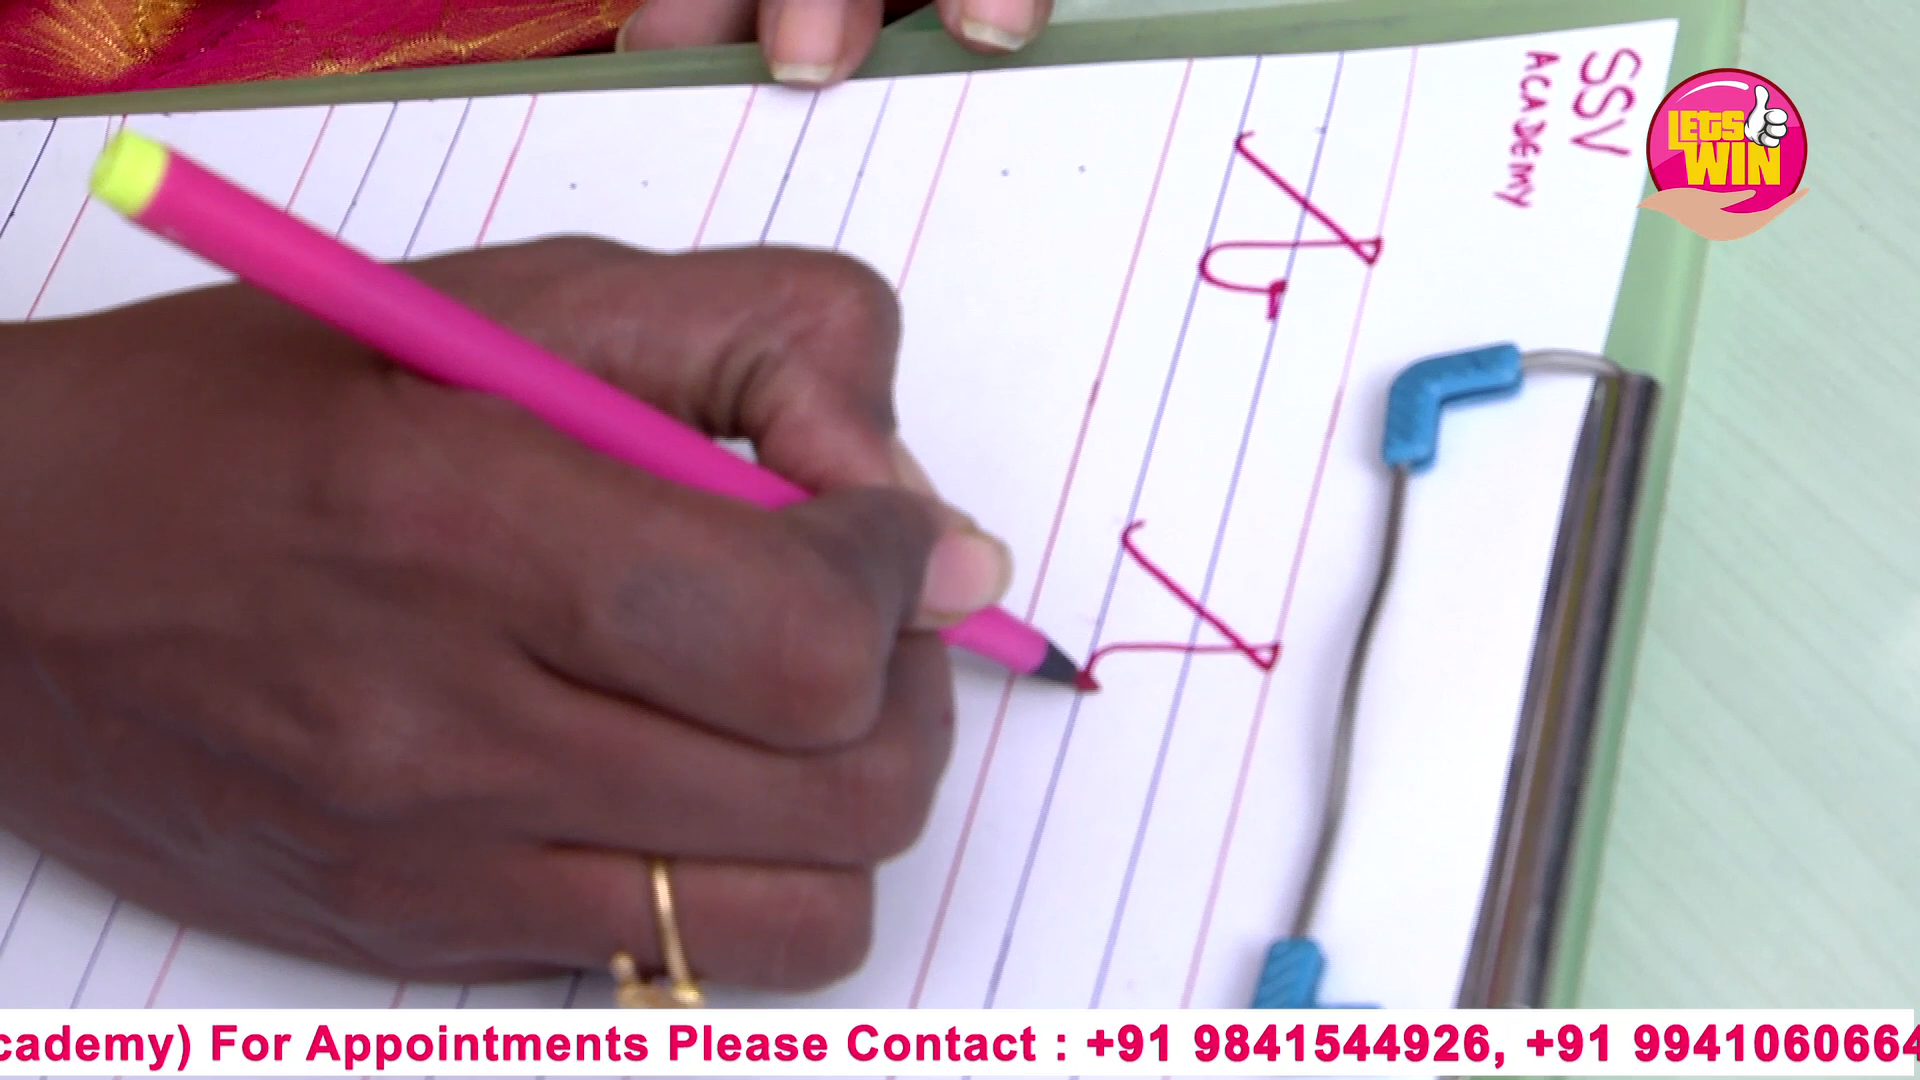 SSV
ACADEMY
LETS
WIN
cademy) For Appointments Please Contact : +91 9841544926, +91 9941060664